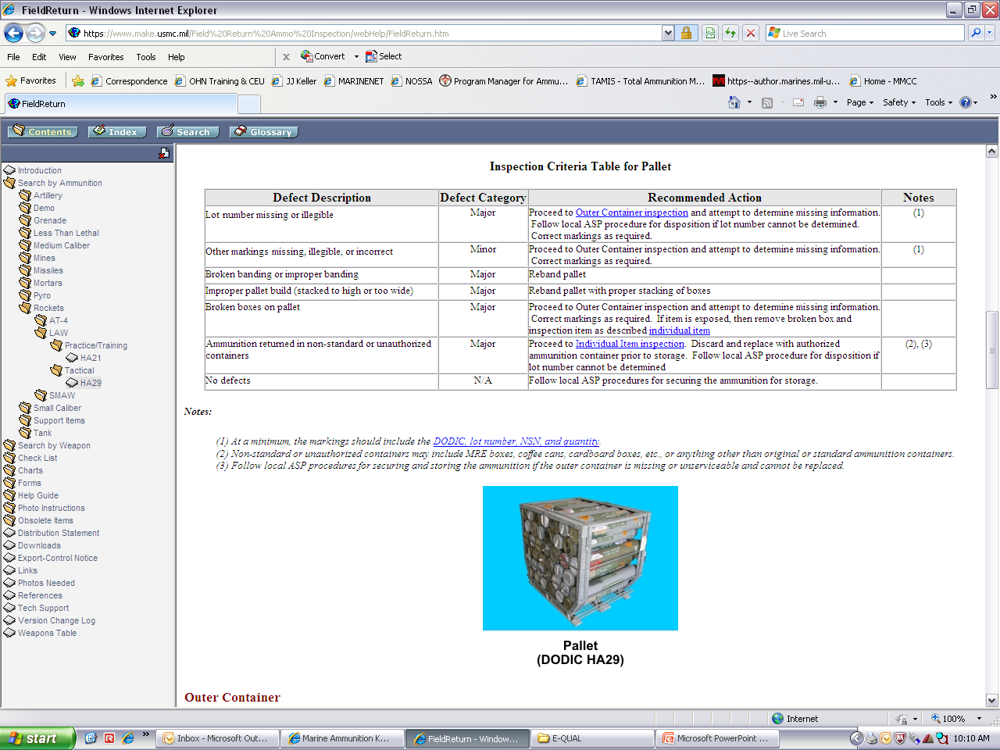 FieldReturn - Windows Internet Explorer
https://www.make.usmc.mil/Field%20Return%20Ammo%20Inspection/webHelp/FieldReturn.htm
Live Search
File Edit View Favorites Tools Help
x Convert Select
Favorites Correspondence OHN Training & CEU JJ Keller MARINENET NOSSA Program Manager for Ammu... TAMIS - Total Ammunition M... https--author.marines.mil-u... Home - MMCC
FieldReturn
Page Safety Tools
Contents Index Search Glossary
Introduction
Search by Ammunition
Artillery
Demo
Grenade
Less Than Lethal
Medium Caliber
Mines
Missiles
Mortars
Pyro
Rockets
AT-4
LAW
Practice/Training
HA21
Tactical
HA29
SMAW
Small Caliber
Support Items
Tank
Search by Weapon
Check List
Charts
Forms
Help Guide
Photo Instructions
Obsolete Items
Distribution Statement
Downloads
Export-Control Notice
Links
Photos Needed
References
Tech Support
Version Change Log
Weapons Table
Inspection Criteria Table for Pallet
Defect Description Defect Category Recommended Action Notes
Lot number missing or illegible Major Proceed to Outer Container inspection and attempt to determine missing information. (1)
Follow local ASP procedure for disposition if lot number cannot be determined.
Correct markings as required.
Other markings missing, illegible, or incorrect Minor Proceed to Outer Container inspection and attempt to determine missing information. (1)
Correct markings as required.
Broken banding or improper banding Major Reband pallet
Improper pallet build (stacked to high or too wide) Major Reband pallet with proper stacking of boxes
Broken boxes on pallet Major Proceed to Outer Container inspection and attempt to determine missing information.
Correct markings as required. If item is exposed, then remove broken box and
inspection item as described individual item
Ammunition returned in non-standard or unauthorized Major Proceed to Individual Item inspection. Discard and replace with authorized (2), (3)
containers ammunition container prior to storage. Follow local ASP procedure for disposition if
lot number cannot be determined
No defects N/A Follow local ASP procedures for securing the ammunition for storage.
Notes:
(1) At a minimum, the markings should include the DODIC, lot number, NSN, and quantity.
(2) Non-standard or unauthorized containers may include MRE boxes, coffee cans, cardboard boxes, etc., or anything other than original or standard ammunition containers.
(3) Follow local ASP procedures for securing and storing the ammunition if the outer container is missing or unserviceable and cannot be replaced.
Pallet
(DODIC HA29)
Outer Container
Internet 100%
start Inbox - Microsoft Out... Marine Ammunition K... FieldReturn - Window... E-QUAL Microsoft PowerPoint ... 10:10 AM